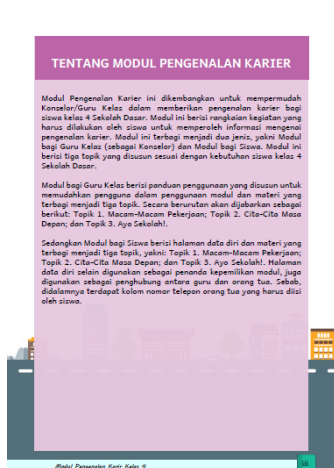 TENTANG MODUL PENGENALAN KARIER
Modul Pengenalan Karier ini dikembangkan untuk mempermudah
Konselor/Guru Kelas dalam memberikan pengenalan karier bagi
siswa kelas 4 Sekolah Dasar. Modul ini berisi rangkaian kegiatan yang
harus dilakukan oleh siswa untuk memperoleh informasi mengenai
pengenalan karier. Modul ini terbagi menjadi dua jenis, yakni Modul
bagi Guru Kelas (sebagai Konselor) dan Modul bagi Siswa. Modul ini
berisi tiga topik yang disusun sesuai dengan kebutuhan siswa kelas 4
Sekolah Dasar.
Modul bagi Guru Kelas berisi panduan penggunaan yang disusun untuk
memudahkan pengguna dalam penggunaan modul dan materi yang
terbagi menjadi tiga topik. Secara berurutan akan dijabarkan sebagai
berikut: Topik 1. Macam-Macam Pekerjaan; Topik 2. Cita-Cita Masa
Depan; dan Topik 3. Ayo Sekolah!.
Sedangkan Modul bagi Siswa berisi halaman data diri dan materi yang
terbagi menjadi tiga topik, yakni: Topik 1. Macam-Macam Pekerjaan;
Topik 2. Cita-Cita Masa Depan; dan Topik 3. Ayo Sekolah!. Halaman
data diri selain digunakan sebagai penanda kepemilikan modul, juga
digunakan sebagai penghubung antara guru dan orang tua. Sebab,
didalamnya terdapat kolom nomor telepon orang tua yang harus diisi
oleh siswa.
Modul Pengenalan Karir Kelas 4
iii